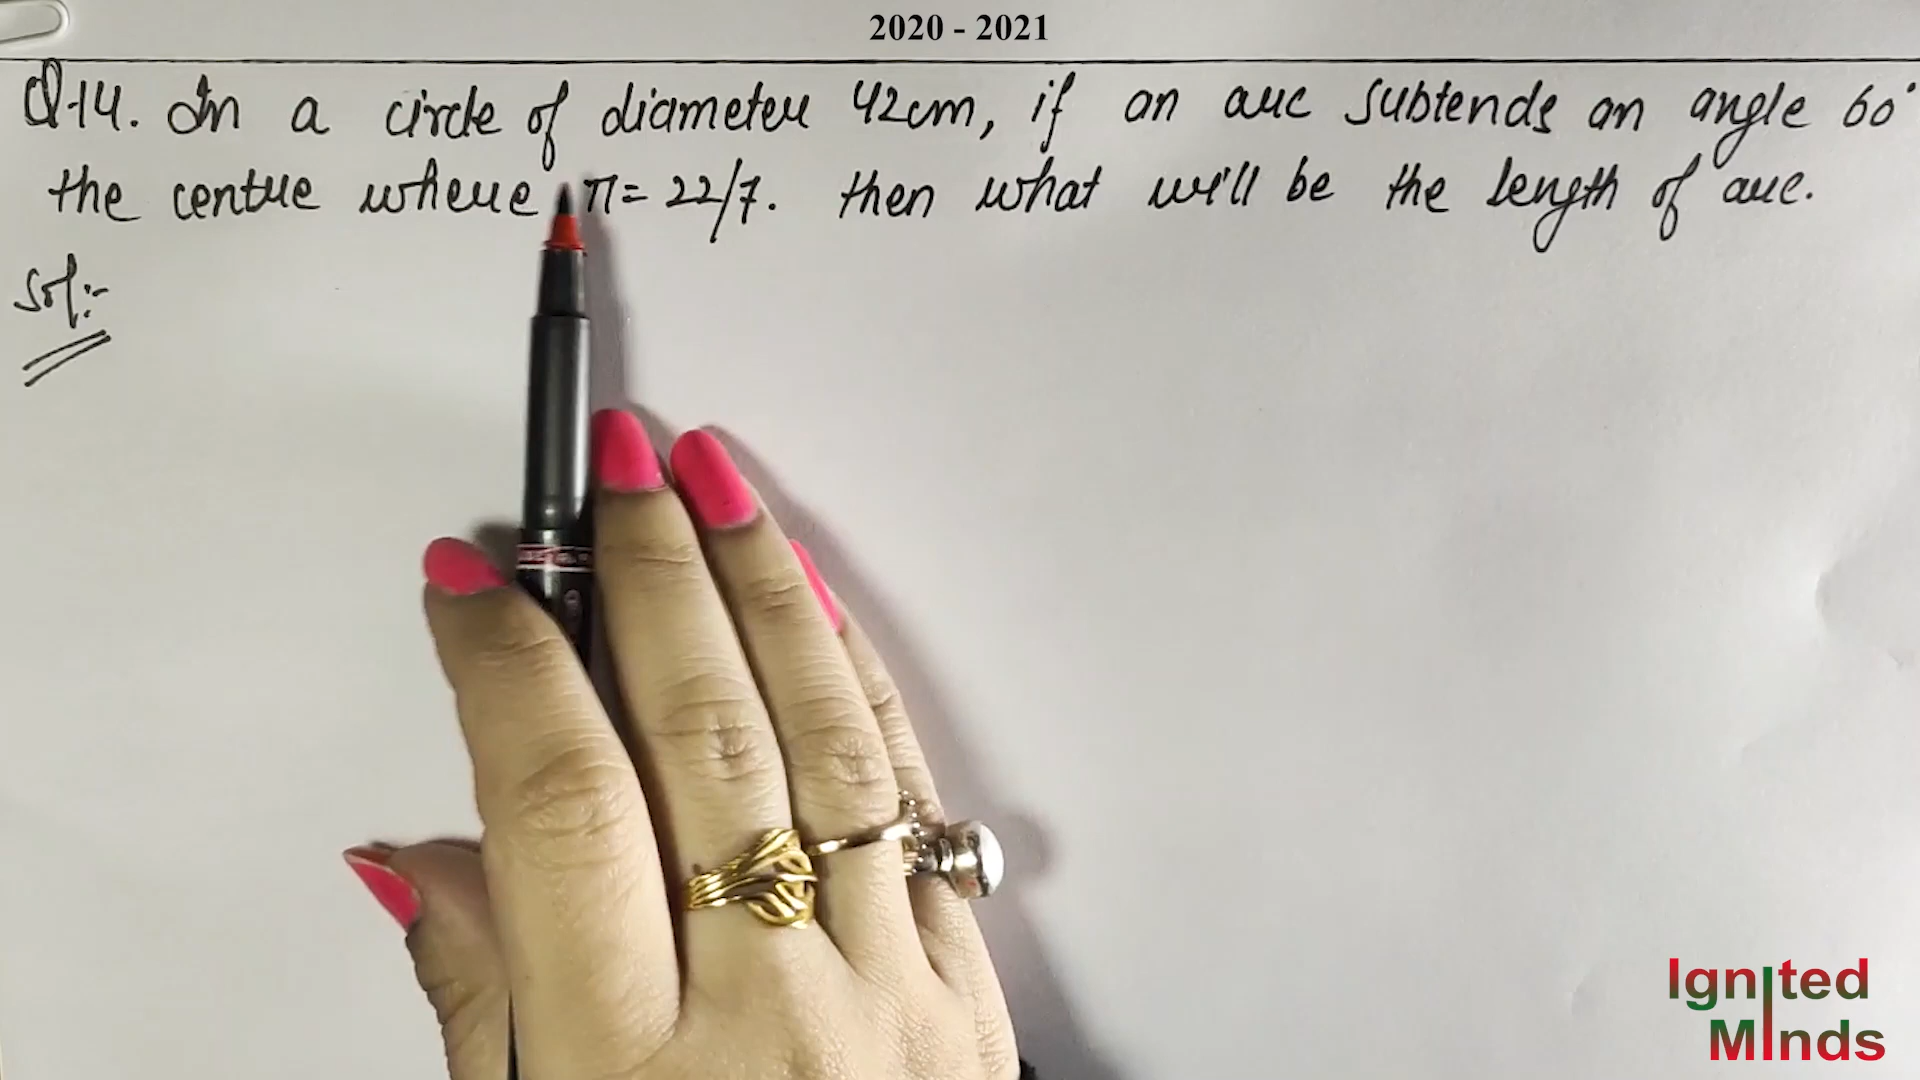 2020 - 2021
Q.14. In a circle of diameter 42cm, if an arc subtends an angle 60°
the centre where π = 22/7. then what will be the length of arc.
Sol:-
Ignited
Minds